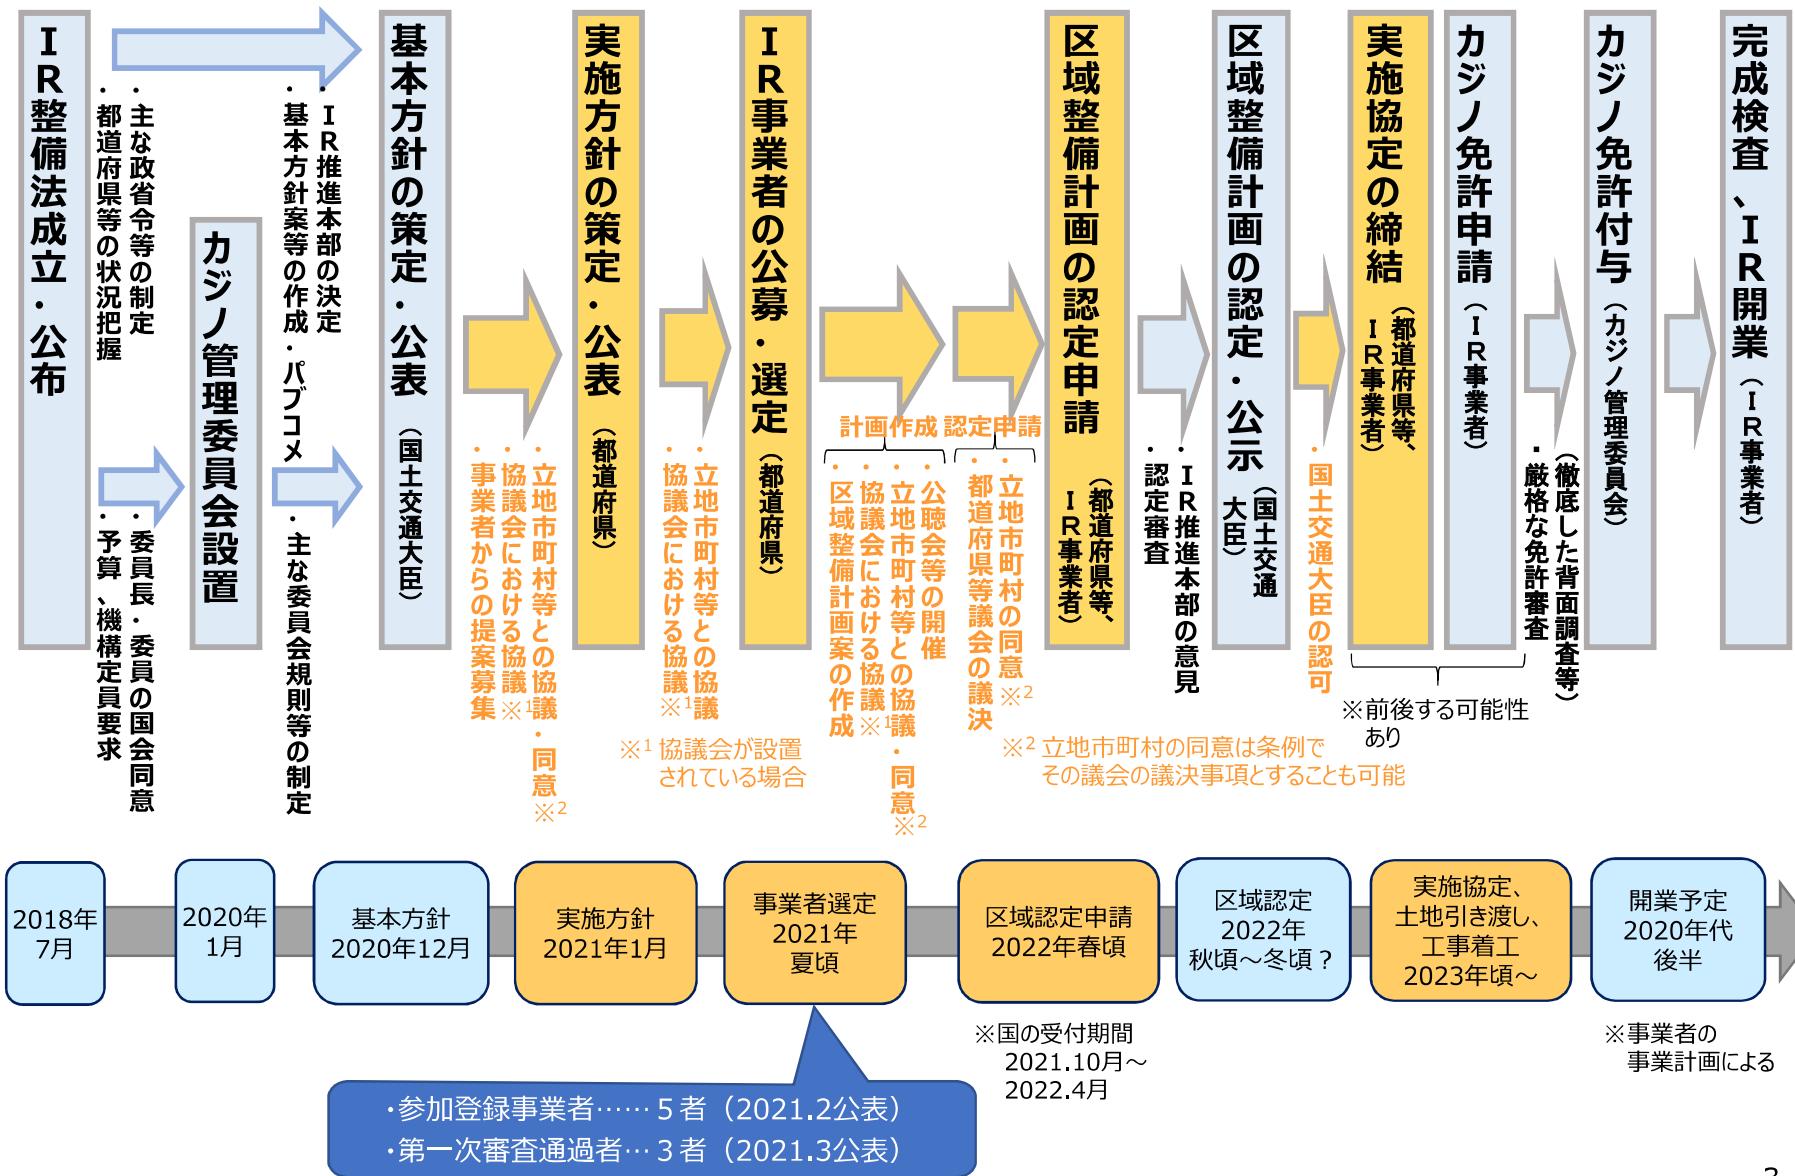 IR整備法成立・公布
・主な政省令等の制定
・都道府県等の状況把握
・委員長・委員の国会同意
・予算、機構定員要求
カジノ管理委員会設置
・IR推進本部の決定
・基本方針案等の作成・パブコメ
・主な委員会規則等の制定
基本方針の策定・公表（国土交通大臣）
・立地市町村等との協議・同意※2
・協議会における協議※1
・事業者からの提案募集
実施方針の策定・公表（都道府県）
・立地市町村等との協議
・協議会における協議※1
※1 協議会が設置
されている場合
IR事業者の公募・選定（都道府県）
計画作成
・公聴会等の開催
・立地市町村等との協議・同意※2
・協議会における協議※1
・区域整備計画案の作成
認定申請
・立地市町村の同意※2
・都道府県等議会の議決
※2 立地市町村の同意は条例で
その議会の議決事項とすることも可能
区域整備計画の認定申請（都道府県等、
IR事業者）
・IR推進本部の意見
・認定審査
区域整備計画の認定・公示（国土交通
大臣）
・国土交通大臣の認可
実施協定の締結（都道府県等、
IR事業者）
カジノ免許申請（IR事業者）
※前後する可能性
あり
（徹底した背面調査等）
・厳格な免許審査
カジノ免許付与（カジノ管理委員会）
完成検査、IR開業（IR事業者）
2018年
7月
2020年
1月
基本方針
2020年12月
実施方針
2021年1月
事業者選定
2021年
夏頃
区域認定申請
2022年春頃
区域認定
2022年
秋頃～冬頃？
実施協定、
土地引き渡し、
工事着工
2023年頃～
開業予定
2020年代
後半
※国の受付期間
2021.10月～
2022.4月
※事業者の
事業計画による
・参加登録事業者……５者（2021.2公表）
・第一次審査通過者…３者（2021.3公表）